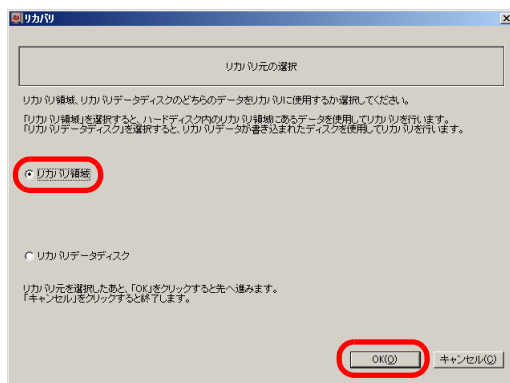 リカバリ
リカバリ元の選択
リカバリ領域、リカバリデータディスクのどちらのデータをリカバリに使用するか選択してください。
「リカバリ領域」を選択すると、ハードディスク内のリカバリ領域にあるデータを使用してリカバリを行います。
「リカバリデータディスク」を選択すると、リカバリデータが書き込まれたディスクを使用してリカバリを行います。
リカバリ領域
リカバリデータディスク
リカバリ元を選択したあと、「OK」をクリックすると先へ進みます。
「キャンセル」をクリックすると終了します。
OK(O) キャンセル(C)